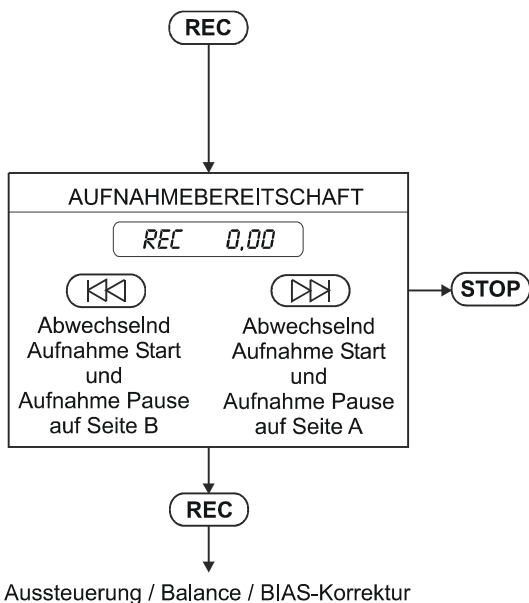 REC
AUFNAHMEBEREITSCHAFT
REC 0,00
Abwechselnd
Aufnahme Start
und
Aufnahme Pause
auf Seite B
Abwechselnd
Aufnahme Start
und
Aufnahme Pause
auf Seite A
STOP
REC
Aussteuerung / Balance / BIAS-Korrektur